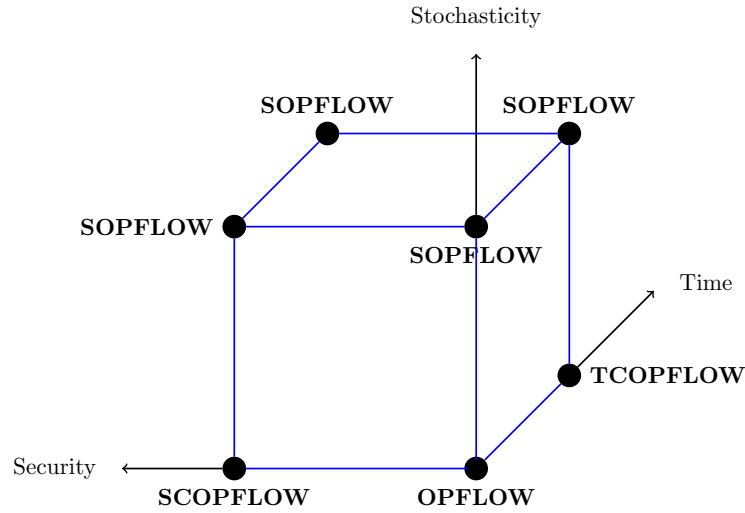 Stochasticity
SOPFLOW
SOPFLOW
SOPFLOW
SOPFLOW
Time
TCOPFLOW
Security
SCOPFLOW
OPFLOW